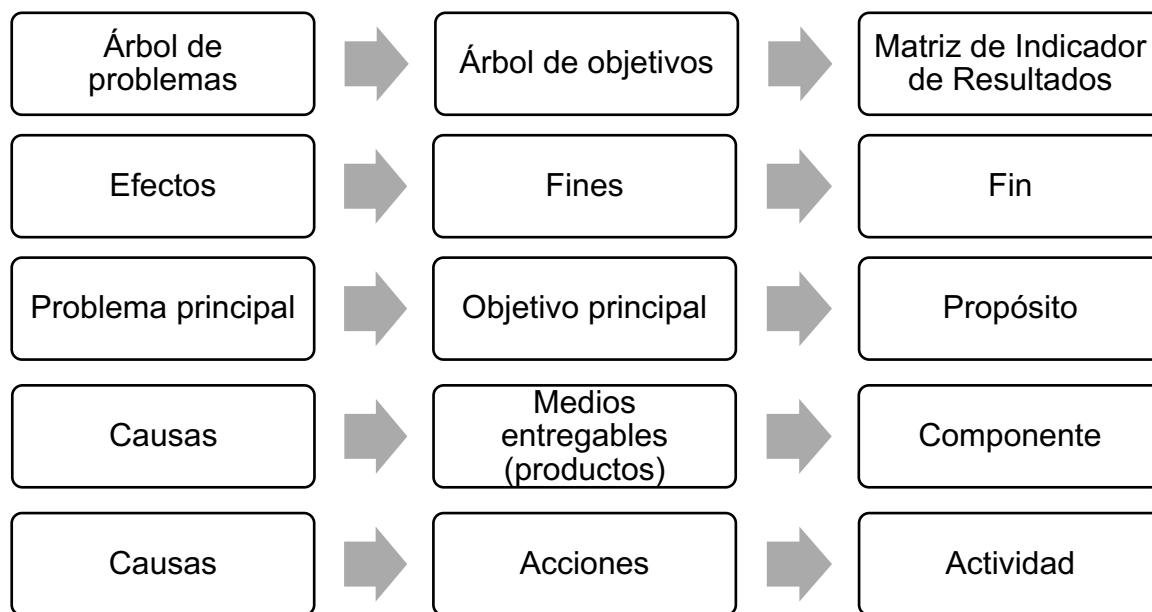 Árbol de
problemas
Árbol de objetivos
Matriz de Indicador
de Resultados
Efectos
Fines
Fin
Problema principal
Objetivo principal
Propósito
Causas
Medios
entregables
(productos)
Componente
Causas
Acciones
Actividad